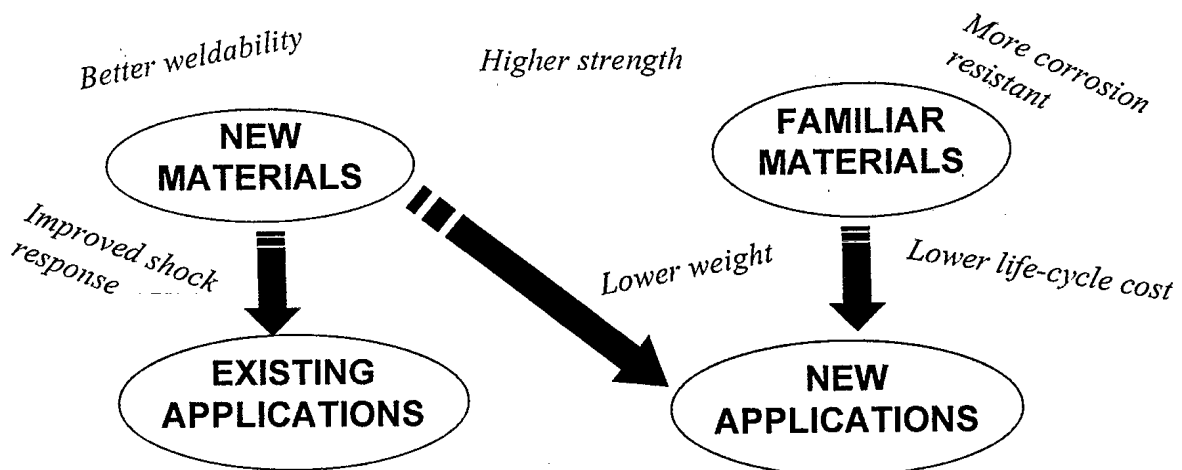 Better weldability
Higher strength
More corrosion
resistant
NEW
MATERIALS
FAMILIAR
MATERIALS
Improved shock
response
Lower weight
Lower life-cycle cost
EXISTING
APPLICATIONS
NEW
APPLICATIONS